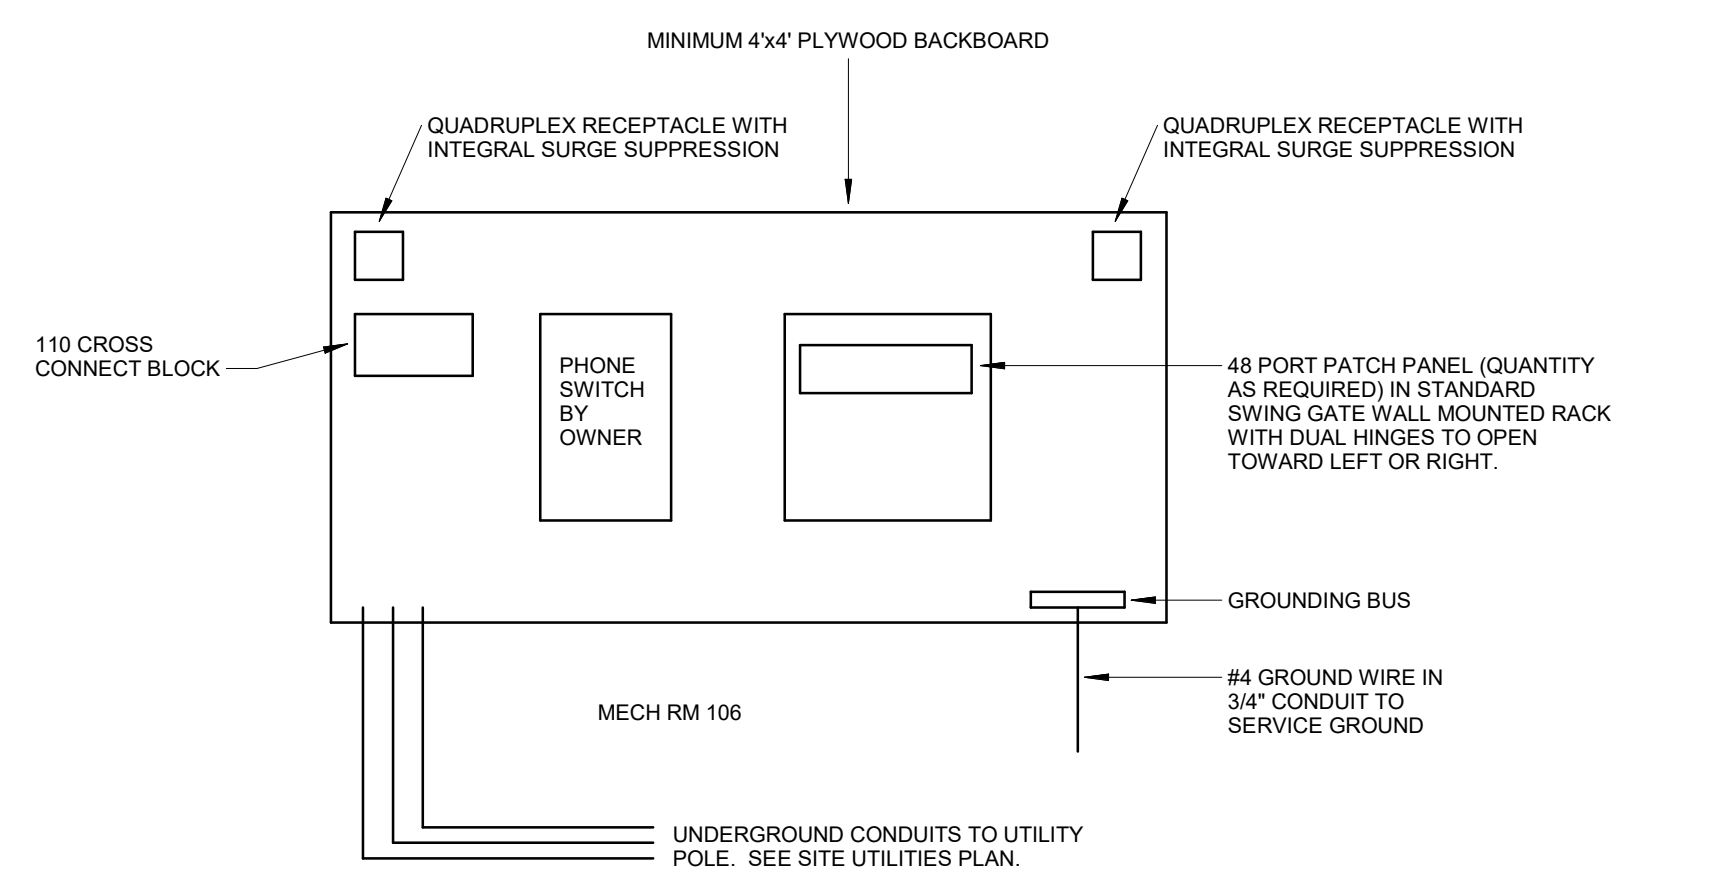 MINIMUM 4'x4' PLYWOOD BACKBOARD
QUADRUPLEX RECEPTACLE WITH
INTEGRAL SURGE SUPPRESSION
QUADRUPLEX RECEPTACLE WITH
INTEGRAL SURGE SUPPRESSION
110 CROSS
CONNECT BLOCK
PHONE
SWITCH
BY
OWNER
48 PORT PATCH PANEL (QUANTITY
AS REQUIRED) IN STANDARD
SWING GATE WALL MOUNTED RACK
WITH DUAL HINGES TO OPEN
TOWARD LEFT OR RIGHT.
GROUNDING BUS
#4 GROUND WIRE IN
3/4" CONDUIT TO
SERVICE GROUND
MECH RM 106
UNDERGROUND CONDUITS TO UTILITY
POLE.  SEE SITE UTILITIES PLAN.